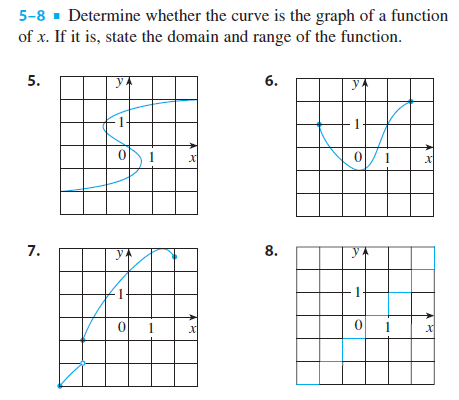 5–8 ■ Determine whether the curve is the graph of a function
of x. If it is, state the domain and range of the function.
5.
6.
y
y
1
1
0
1
x
0
1
x
7.
8.
y
y
1
1
0
1
x
0
1
x